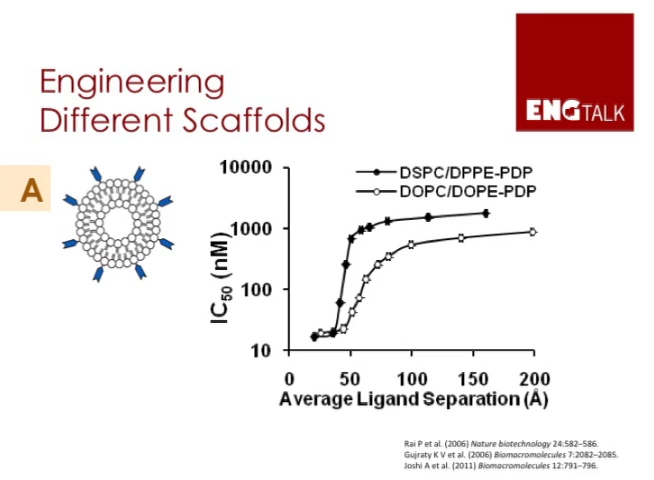 Engineering
Different Scaffolds
ENGTALK
A
10000
1000
100
10
IC50 (nM)
DSPC/DPPE-PDP
DOPC/DOPE-PDP
0 50 100 150 200
Average Ligand Separation (Å)
Rai P et al. (2006) Nature biotechnology 24:582–586.
Gujraty K V et al. (2006) Biomacromolecules 7:2082–2085.
Joshi A et al. (2011) Biomacromolecules 12:791–796.